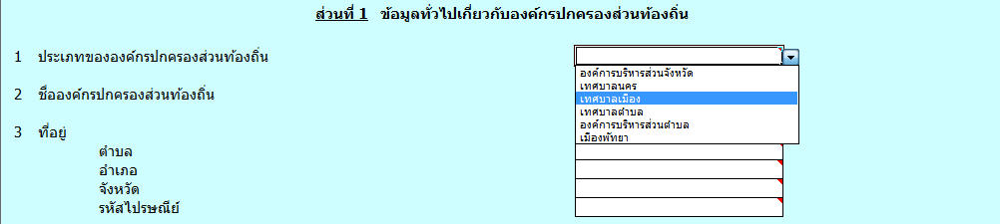 ส่วนที่ 1 ข้อมูลทั่วไปเกี่ยวกับองค์กรปกครองส่วนท้องถิ่น
1 ประเภทขององค์กรปกครองส่วนท้องถิ่น
องค์การบริหารส่วนจังหวัด
เทศบาลนคร
เทศบาลเมือง
เทศบาลตำบล
องค์การบริหารส่วนตำบล
เมืองพัทยา
2 ชื่อองค์กรปกครองส่วนท้องถิ่น
3 ที่อยู่
ตำบล
อำเภอ
จังหวัด
รหัสไปรษณีย์